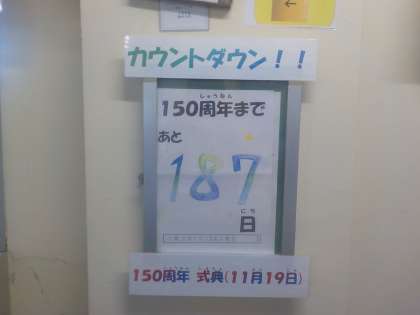 カウントダウン！！
しゅうねん
150周年まで
あと
187
にち
日
150周年 式典(11月19日)